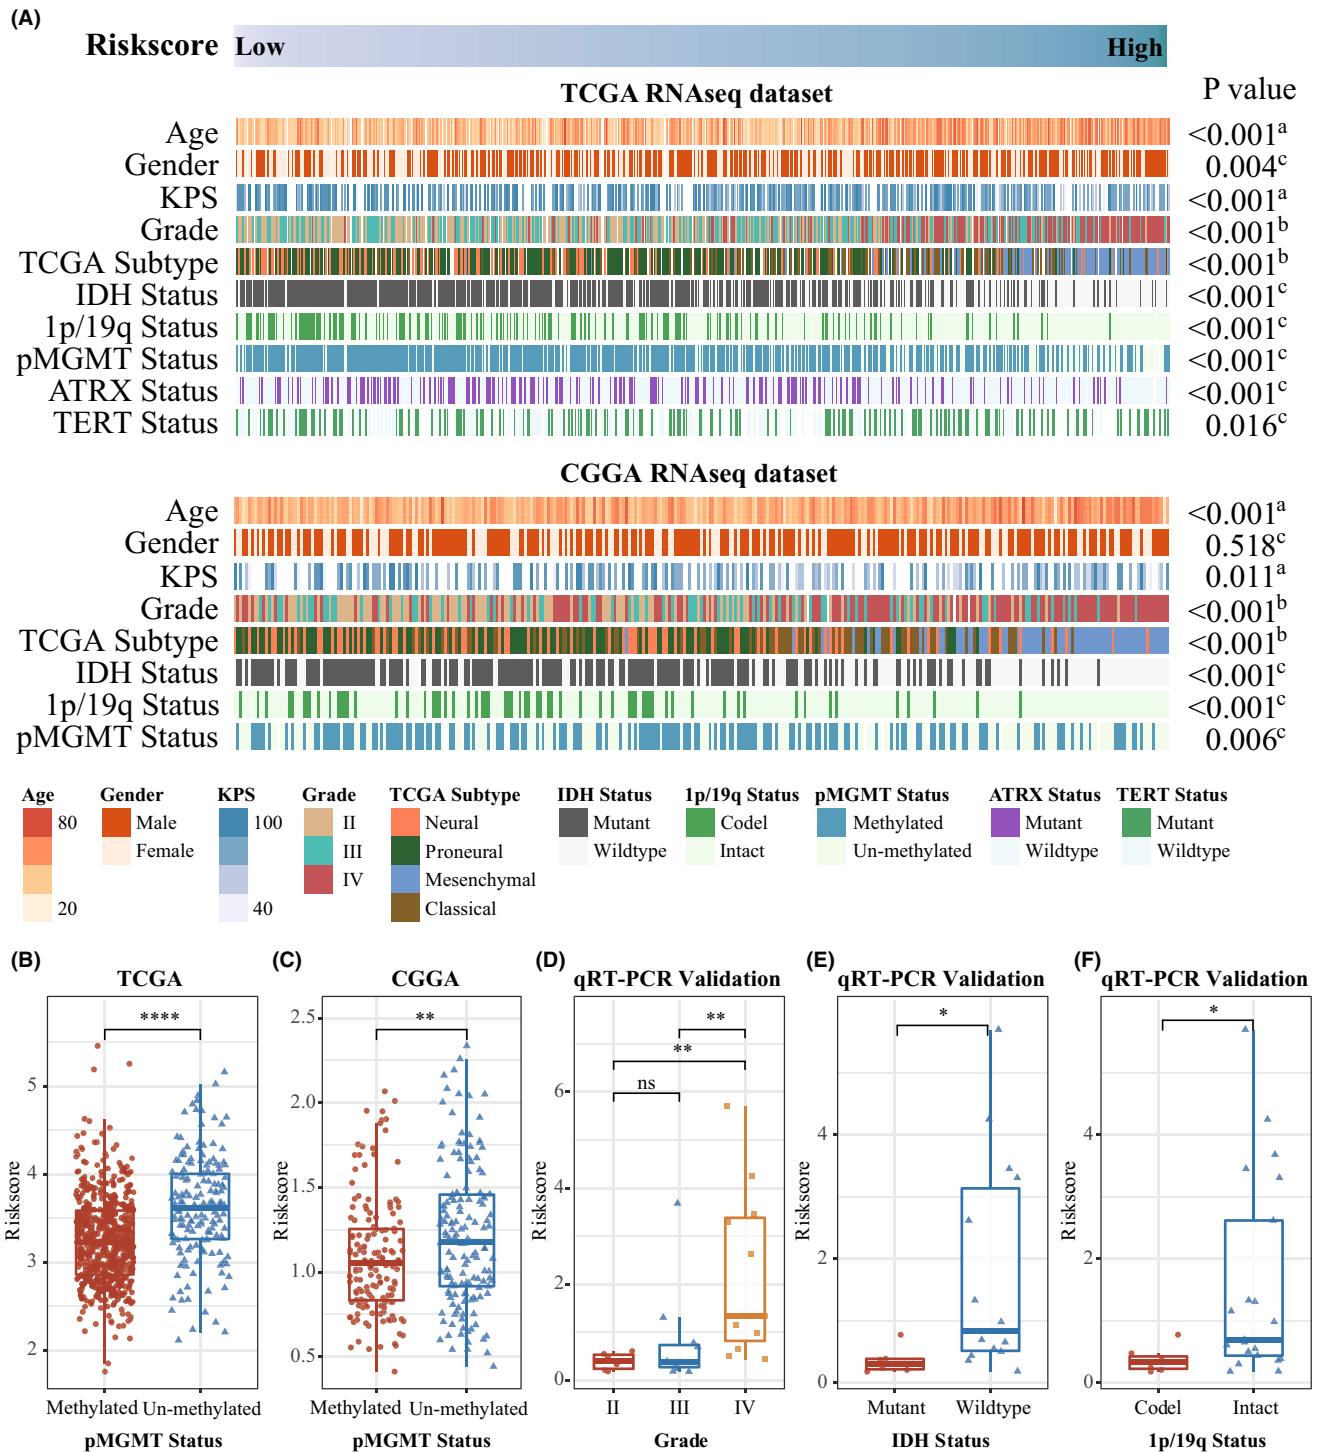 (A)
Riskscore Low High
TCGA RNAseq dataset P value
Age <0.001a
Gender 0.004c
KPS <0.001a
Grade <0.001b
TCGA Subtype <0.001b
IDH Status <0.001c
1p/19q Status <0.001c
pMGMT Status <0.001c
ATRX Status <0.001c
TERT Status 0.016c
CGGA RNAseq dataset
Age <0.001a
Gender 0.518c
KPS 0.011a
Grade <0.001b
TCGA Subtype <0.001b
IDH Status <0.001c
1p/19q Status <0.001c
pMGMT Status 0.006c
Age Gender KPS Grade TCGA Subtype IDH Status 1p/19q Status pMGMT Status ATRX Status TERT Status
80 Male 100 II Neural Mutant Codel Methylated Mutant Mutant
Female III Proneural Wildtype Intact Un-methylated Wildtype Wildtype
IV Mesenchymal
20 40 Classical
(B)
TCGA
****
5
4
3
2
Riskscore
Methylated Un-methylated
pMGMT Status
(C)
CGGA
**
2.5
2.0
1.5
1.0
0.5
Riskscore
Methylated Un-methylated
pMGMT Status
(D)
qRT-PCR Validation
**
**
ns
6
4
2
0
Riskscore
II III IV
Grade
(E)
qRT-PCR Validation
*
4
2
0
Riskscore
Mutant Wildtype
IDH Status
(F)
qRT-PCR Validation
*
4
2
0
Riskscore
Codel Intact
1p/19q Status